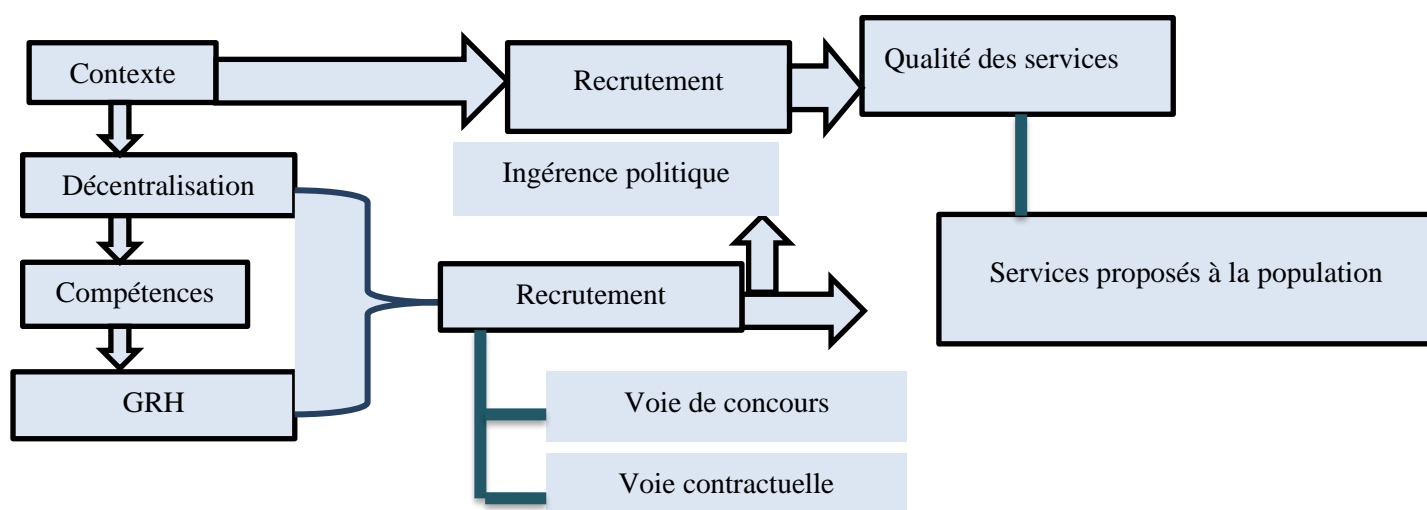 Contexte
Recrutement
Qualité des services
Ingérence politique
Décentralisation
Services proposés à la population
Compétences
Recrutement
GRH
Voie de concours
Voie contractuelle